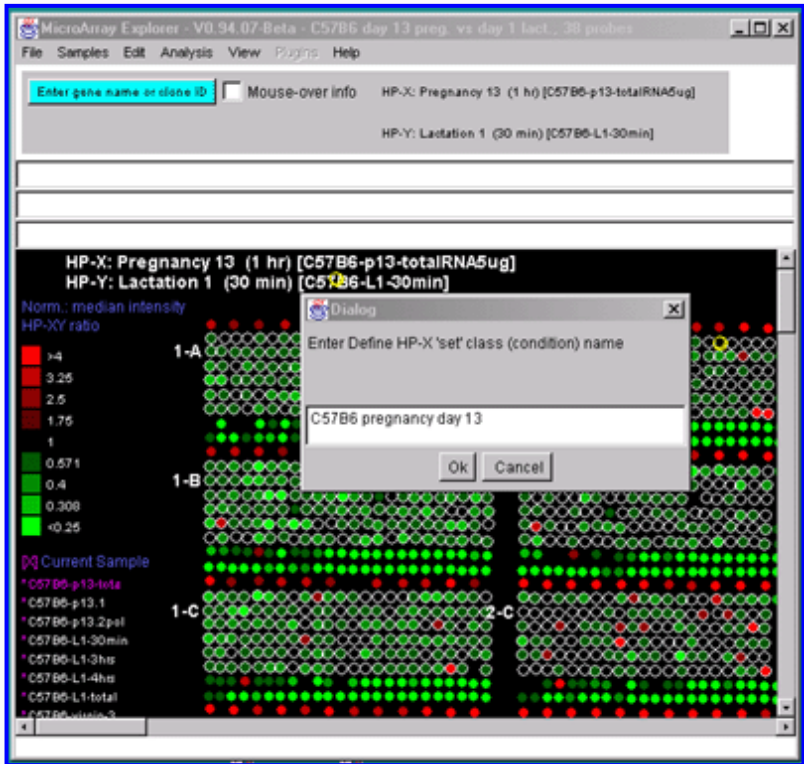 MicroArray Explorer - V0.94.07-Beta - C57B6 day 13 preg. vs day 1 lact., 38 probes
File Samples Edit Analysis View Plugins Help
Enter gene name or clone ID Mouse-over info HP-X: Pregnancy 13 (1 hr) [C57B6-p13-totalRNA5ug]
HP-Y: Lactation 1 (30 min) [C57B6-L1-30min]
HP-X: Pregnancy 13 (1 hr) [C57B6-p13-totalRNA5ug]
HP-Y: Lactation 1 (30 min) [C57B6-L1-30min]
Norm.: median intensity
HP-XY ratio
Dialog
Enter Define HP-X 'set' class (condition) name
C57B6 pregnancy day 13
Ok Cancel
1-A
>4
3.25
2.5
1.75
1
0.571
0.4
0.308
<0.25
1-B
[X] Current Sample
*C57B6-p13-tota
*C57B6-p13.1
*C57B6-p13.2pol
*C57B6-L1-30min
*C57B6-L1-3hrs
*C57B6-L1-4hrs
*C57B6-L1-total
*C57B6-virgin-3
1-C 2-C